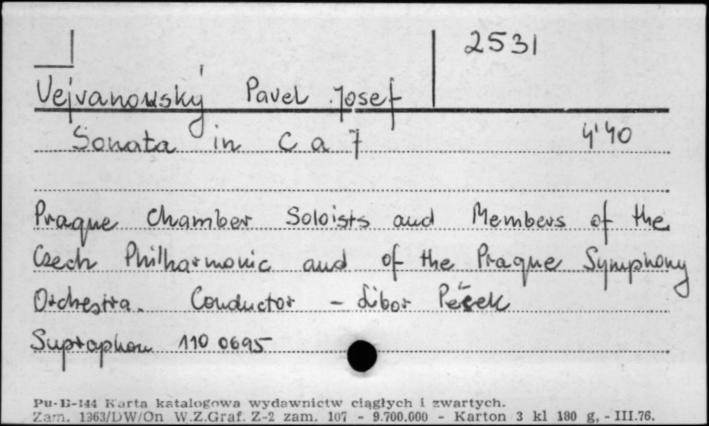 2531
Vejvanovský Pavel Josef
Sonata in C a 7 4'40
Prague Chamber Soloists and Members of the
Czech Philharmonic and of the Prague Symphony
Orchestra. Conductor - Libor Pešek
Supraphon 110 0695
Pu-B-144 Karta katalogowa wydawnictw ciągłych i zwartych.
Zam. 1363/DW/On W.Z.Graf. Z-2 zam. 107 - 9.700.000 - Karton 3 kl 180 g, - III.76.